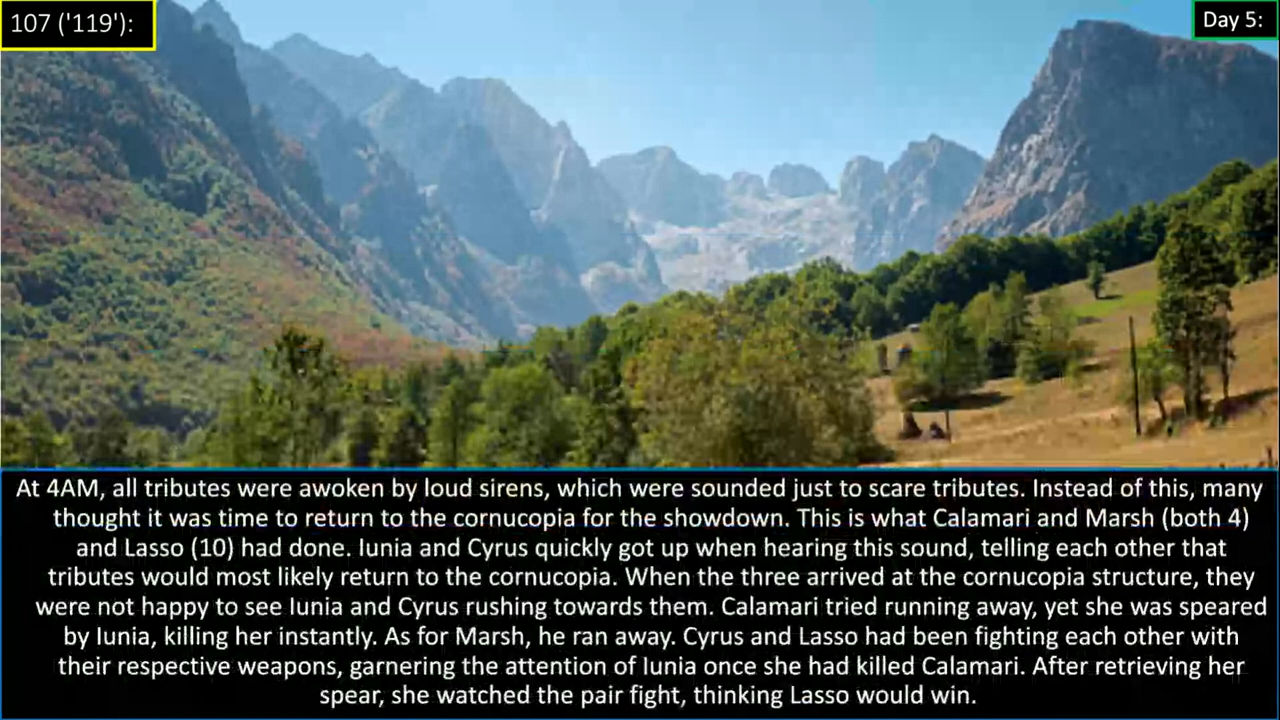 107 ('119'):
Day 5:
At 4AM, all tributes were awoken by loud sirens, which were sounded just to scare tributes. Instead of this, many
thought it was time to return to the cornucopia for the showdown. This is what Calamari and Marsh (both 4)
and Lasso (10) had done. Iunia and Cyrus quickly got up when hearing this sound, telling each other that
tributes would most likely return to the cornucopia. When the three arrived at the cornucopia structure, they
were not happy to see Iunia and Cyrus rushing towards them. Calamari tried running away, yet she was speared
by Iunia, killing her instantly. As for Marsh, he ran away. Cyrus and Lasso had been fighting each other with
their respective weapons, garnering the attention of Iunia once she had killed Calamari. After retrieving her
spear, she watched the pair fight, thinking Lasso would win.